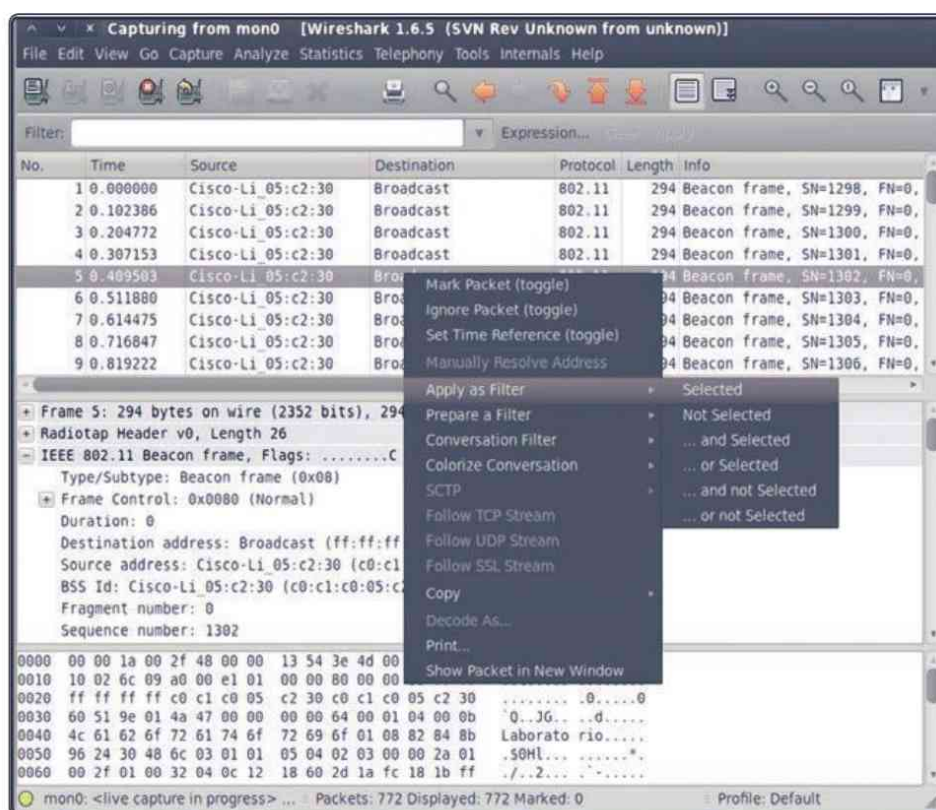 Capturing from mon0 [Wireshark 1.6.5 (SVN Rev Unknown from unknown)]
File Edit View Go Capture Analyze Statistics Telephony Tools Internals Help
Filter: Expression...
No. Time Source Destination Protocol Length Info
1 0.000000 Cisco-Li_05:c2:30 Broadcast 802.11 294 Beacon frame, SN=1298, FN=0,
2 0.102386 Cisco-Li_05:c2:30 Broadcast 802.11 294 Beacon frame, SN=1299, FN=0,
3 0.204772 Cisco-Li_05:c2:30 Broadcast 802.11 294 Beacon frame, SN=1300, FN=0,
4 0.307153 Cisco-Li_05:c2:30 Broadcast 802.11 294 Beacon frame, SN=1301, FN=0,
5 0.409503 Cisco-Li_05:c2:30 Broa 94 Beacon frame, SN=1302, FN=0,
6 0.511880 Cisco-Li_05:c2:30 Broa 94 Beacon frame, SN=1303, FN=0,
7 0.614475 Cisco-Li_05:c2:30 Broa 94 Beacon frame, SN=1304, FN=0,
8 0.716847 Cisco-Li_05:c2:30 Broa 94 Beacon frame, SN=1305, FN=0,
9 0.819222 Cisco-Li_05:c2:30 Broa 94 Beacon frame, SN=1306, FN=0,
Mark Packet (toggle)
Ignore Packet (toggle)
Set Time Reference (toggle)
Manually Resolve Address
Apply as Filter
Prepare a Filter
Conversation Filter
Colorize Conversation
SCTP
Follow TCP Stream
Follow UDP Stream
Follow SSL Stream
Copy
Decode As...
Print...
Show Packet in New Window
Selected
Not Selected
... and Selected
... or Selected
... and not Selected
... or not Selected
Frame 5: 294 bytes on wire (2352 bits), 294
Radiotap Header v0, Length 26
IEEE 802.11 Beacon frame, Flags: ........C
Type/Subtype: Beacon frame (0x08)
Frame Control: 0x0080 (Normal)
Duration: 0
Destination address: Broadcast (ff:ff:ff
Source address: Cisco-Li_05:c2:30 (c0:c1
BSS Id: Cisco-Li_05:c2:30 (c0:c1:c0:05:c2
Fragment number: 0
Sequence number: 1302
0000 00 00 1a 00 2f 48 00 00 13 54 3e 4d 00
0010 10 02 6c 09 a0 00 e1 01 00 00 80 00 00
0020 ff ff ff ff c0 c1 c0 05 c2 30 c0 c1 c0 05 c2 30 ........ .0.....0
0030 60 51 9e 01 4a 47 00 00 00 00 64 00 01 04 00 0b `Q..JG.. ..d.....
0040 4c 61 62 6f 72 61 74 6f 72 69 6f 01 08 82 84 8b Laborato rio.....
0050 96 24 30 48 6c 03 01 01 05 04 02 03 00 00 2a 01 .$0Hl... ......*.
0060 00 2f 01 00 32 04 0c 12 18 60 2d 1a fc 18 1b ff ./..2... .`-.....
mon0: <live capture in progress> ... Packets: 772 Displayed: 772 Marked: 0 Profile: Default